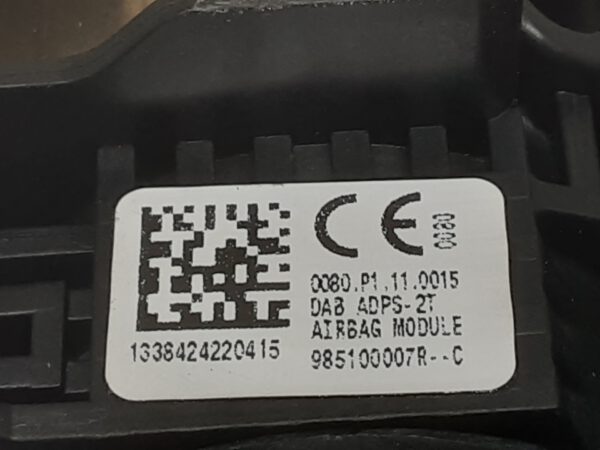 CE
0080
0080.P1.11.0015
DAB ADPS-2T
AIRBAG MODULE
985100007R--C
1338424220415